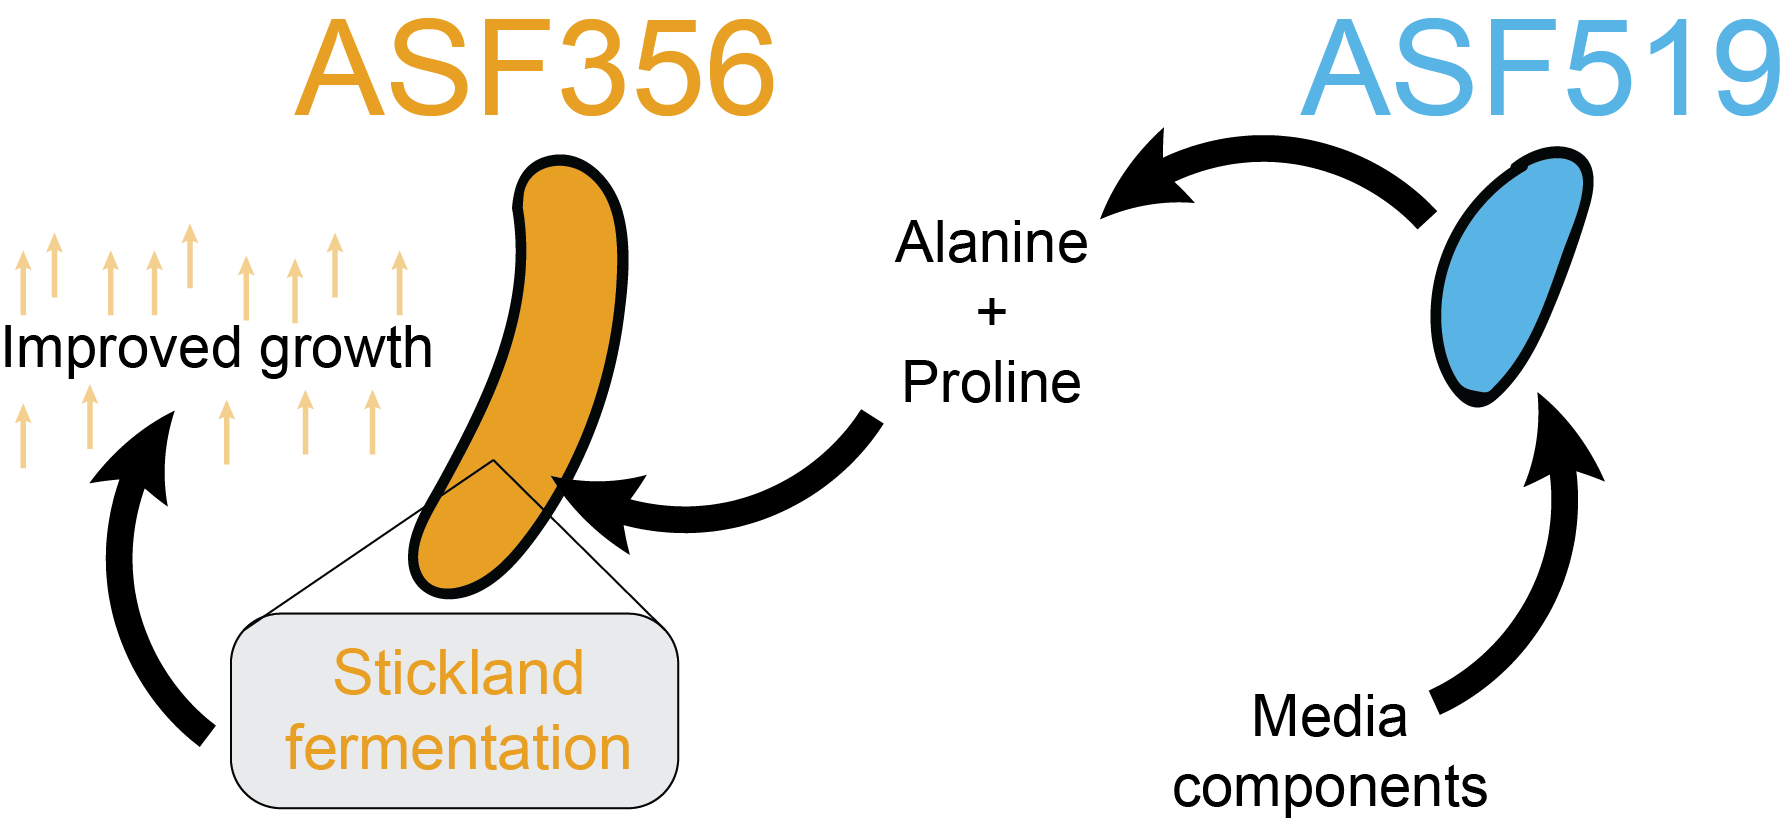 ASF356
ASF519
Alanine
+
Proline
Improved growth
Stickland
fermentation
Media
components